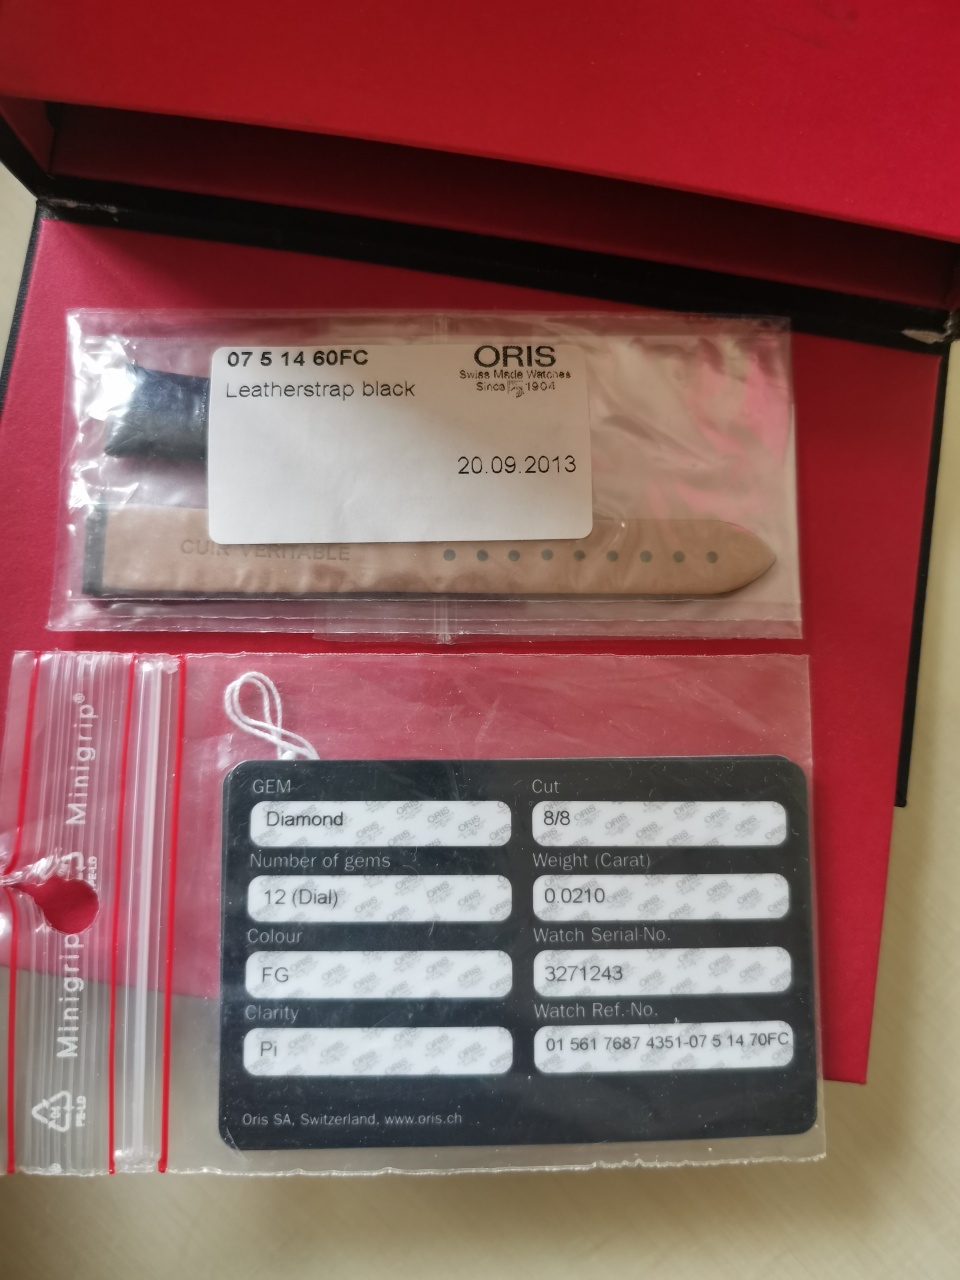 07 5 14 60FC
Leatherstrap black
ORIS
Swiss Made Watches
Since 1904
20.09.2013
CUIR VERITABLE
Minigrip®
Minigrip
04
PE-LD
GEM
Diamond
Cut
8/8
Number of gems
12 (Dial)
Weight (Carat)
0.0210
Colour
FG
Watch Serial-No.
3271243
Clarity
Pi
Watch Ref.-No.
01 561 7687 4351-07 5 14 70FC
Oris SA, Switzerland, www.oris.ch